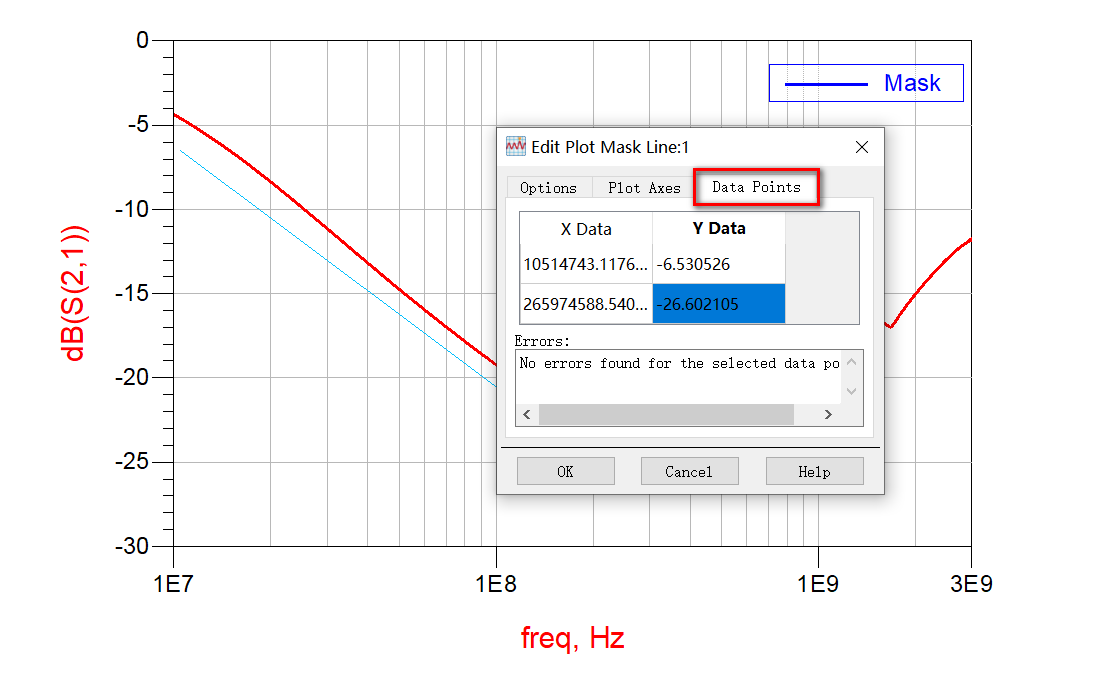 0
Mask
-5
Edit Plot Mask Line:1
Options Plot Axes Data Points
-10
X Data Y Data
10514743.1176... -6.530526
265974588.540... -26.602105
-15
dB(S(2,1))
Errors:
No errors found for the selected data po
-20
-25
OK Cancel Help
-30
1E7 1E8 1E9 3E9
freq, Hz